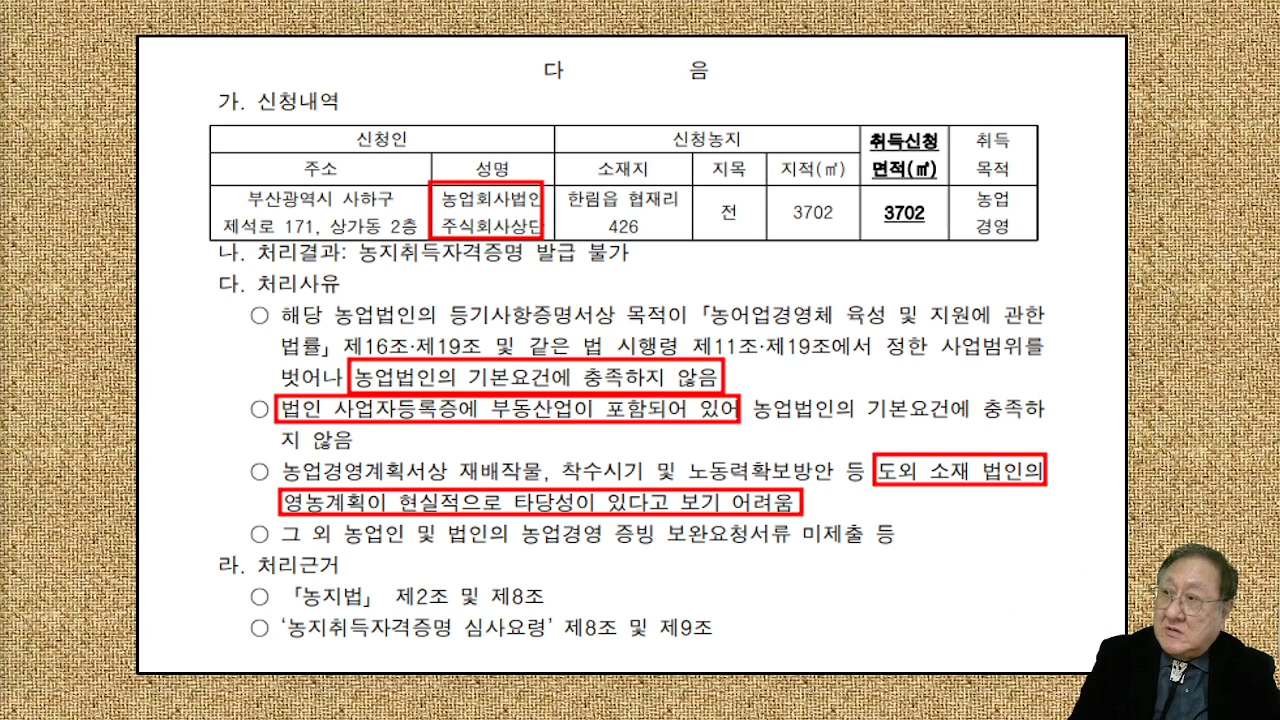 다 음
가. 신청내역
신청인 신청농지 취득신청 면적(㎡) 취득 목적
주소 성명 소재지 지목 지적(㎡)
부산광역시 사하구 농업회사법인 한림읍 협재리 전 3702 3702 농업
제석로 171, 상가동 2층 주식회사상단 426 경영
나. 처리결과: 농지취득자격증명 발급 불가
다. 처리사유
○ 해당 농업법인의 등기사항증명서상 목적이 「농어업경영체 육성 및 지원에 관한
법률」 제16조·제19조 및 같은 법 시행령 제11조·제19조에서 정한 사업범위를
벗어나 농업법인의 기본요건에 충족하지 않음
○ 법인 사업자등록증에 부동산업이 포함되어 있어 농업법인의 기본요건에 충족하
지 않음
○ 농업경영계획서상 재배작물, 착수시기 및 노동력확보방안 등 도외 소재 법인의
영농계획이 현실적으로 타당성이 있다고 보기 어려움
○ 그 외 농업인 및 법인의 농업경영 증빙 보완요청서류 미제출 등
라. 처리근거
○ 「농지법」 제2조 및 제8조
○ ‘농지취득자격증명 심사요령’ 제8조 및 제9조